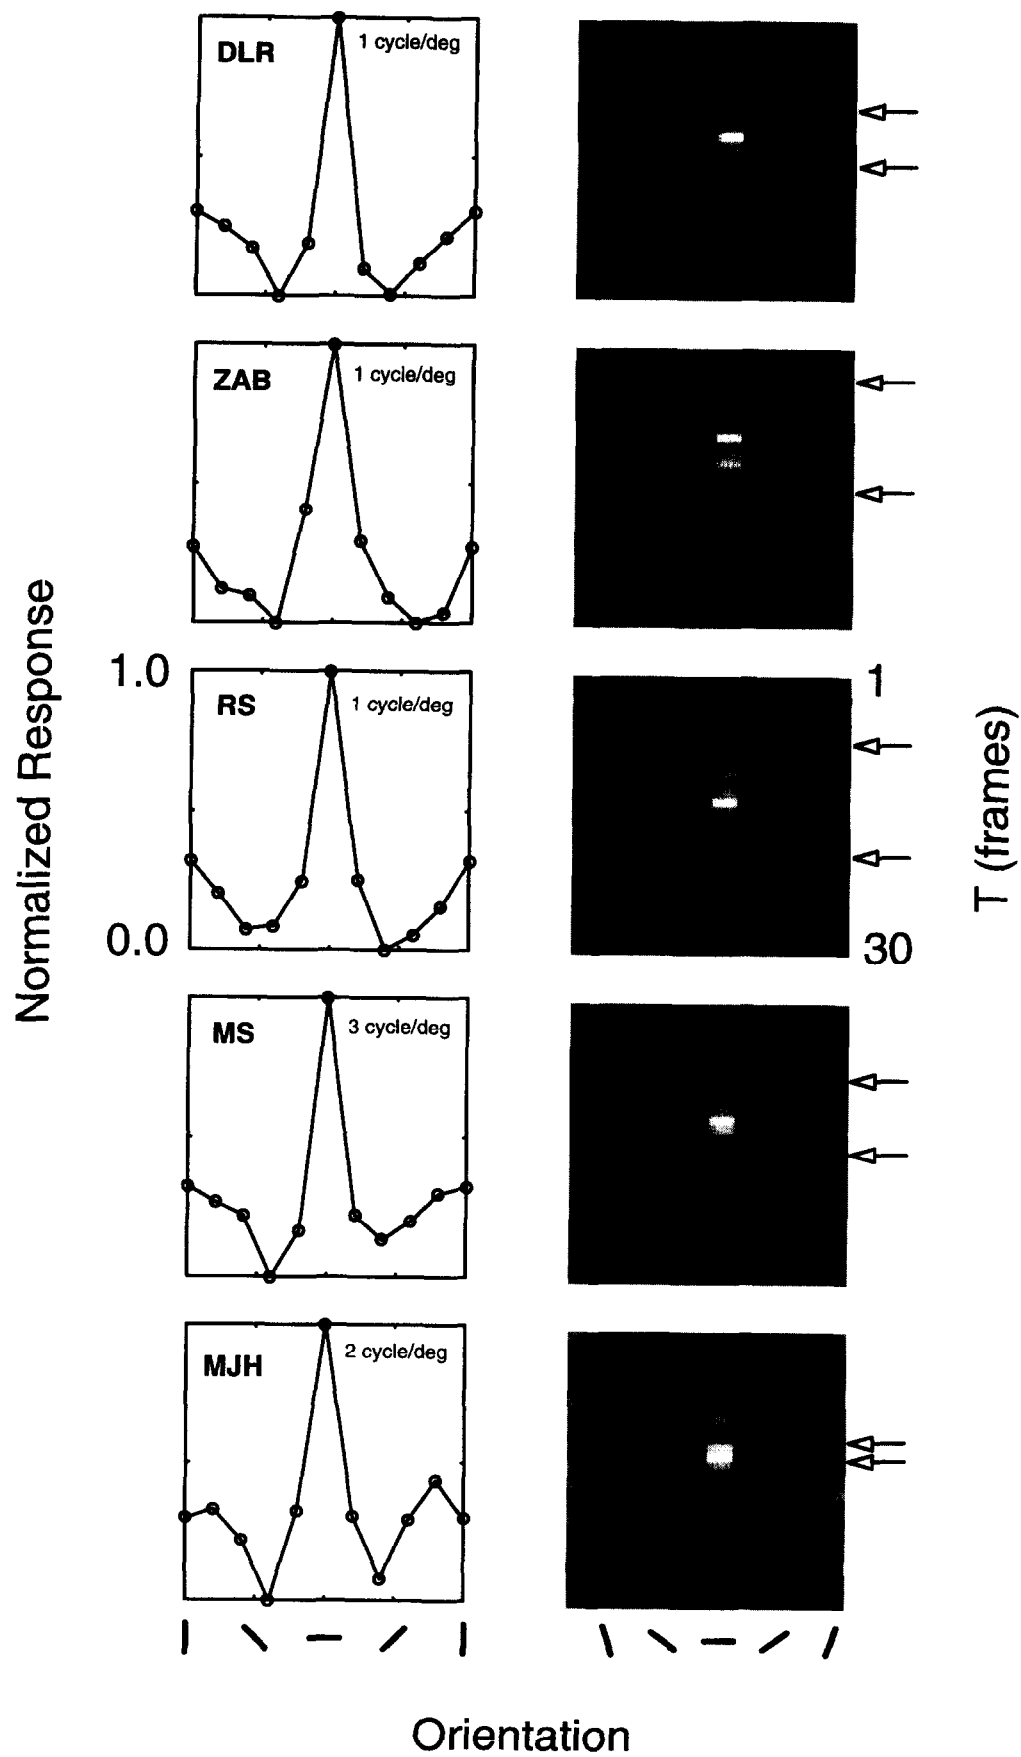 DLR
1 cycle/deg
ZAB
1 cycle/deg
Normalized Response
1.0
0.0
RS
1 cycle/deg
1
30
T (frames)
MS
3 cycle/deg
MJH
2 cycle/deg
Orientation